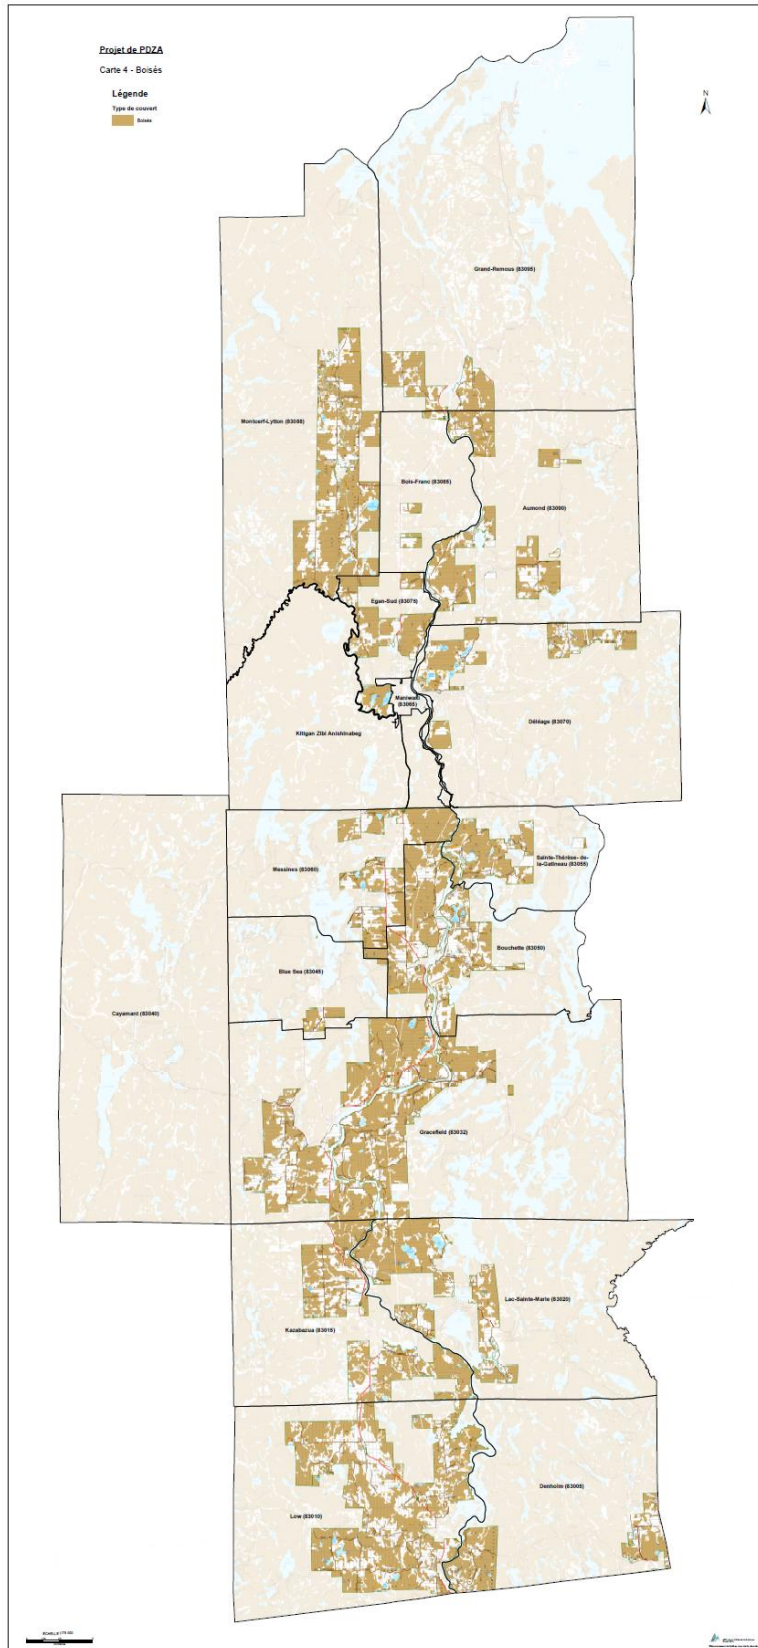 Projet de PDZA
Carte 4 - Boisés
Légende
Type de couvert
Boisés
N
Grand-Remous (83095)
Montcerf-Lytton (83088)
Bois-Franc (83085)
Aumond (83090)
Egan-Sud (83075)
Maniwaki
(83065)
Déléage (83070)
Kitigan Zibi Anishinabeg
Sainte-Thérèse- de-
la-Gatineau (83055)
Messines (83060)
Bouchette (83050)
Blue Sea (83045)
Cayamant (83040)
Gracefield (83032)
Lac-Sainte-Marie (83020)
Kazabazua (83015)
Denholm (83005)
Low (83010)